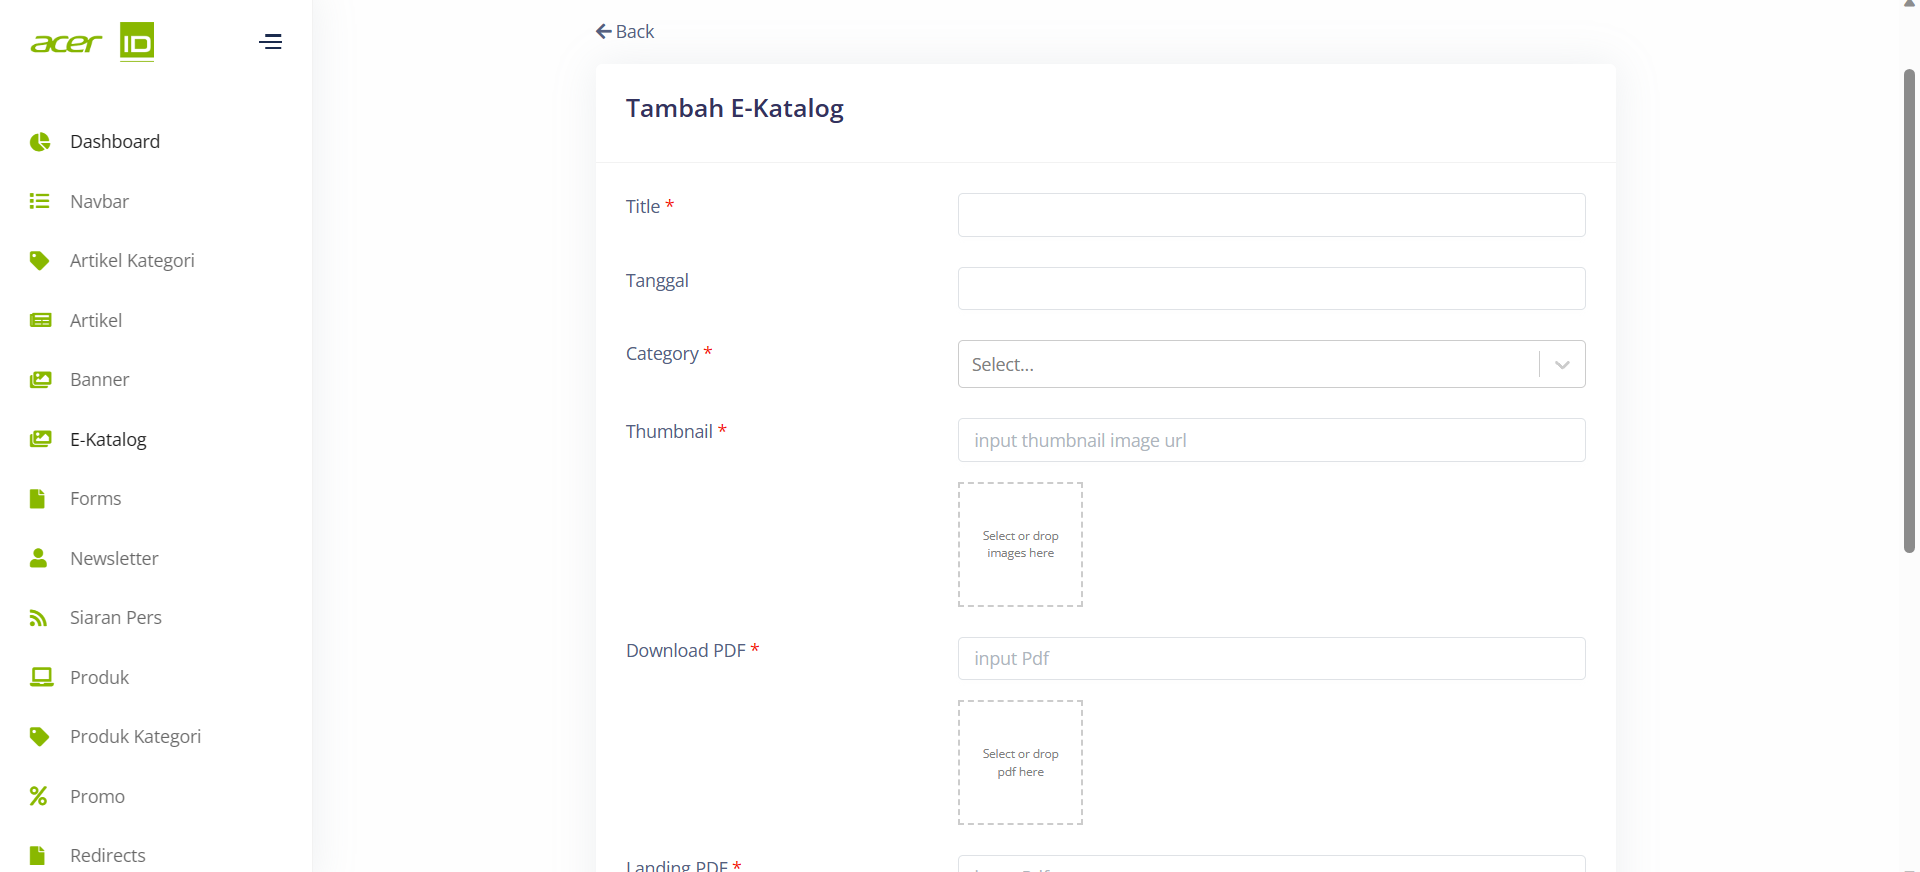 acer ID
Dashboard
Navbar
Artikel Kategori
Artikel
Banner
E-Katalog
Forms
Newsletter
Siaran Pers
Produk
Produk Kategori
Promo
Redirects
Back
Tambah E-Katalog
Title *
Tanggal
Category *
Select...
Thumbnail *
input thumbnail image url
Select or drop
images here
Download PDF *
input Pdf
Select or drop
pdf here
Landing PDF *